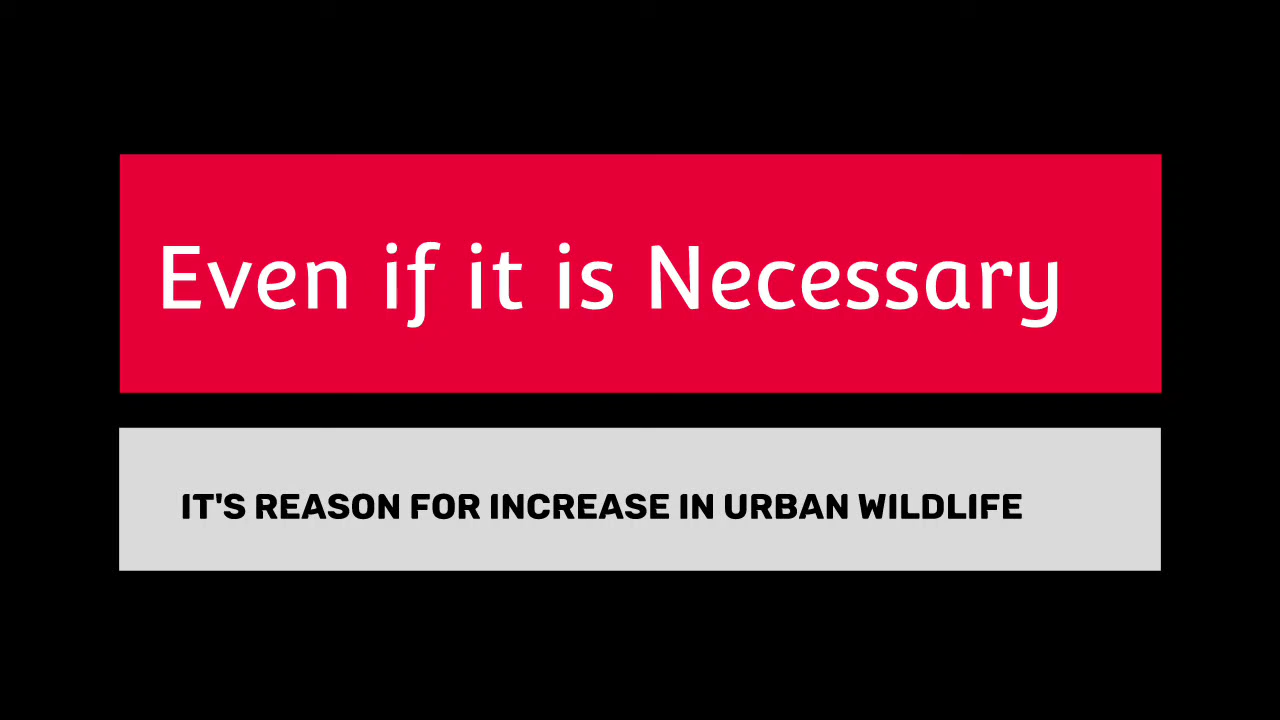 Even if it is Necessary
IT'S REASON FOR INCREASE IN URBAN WILDLIFE